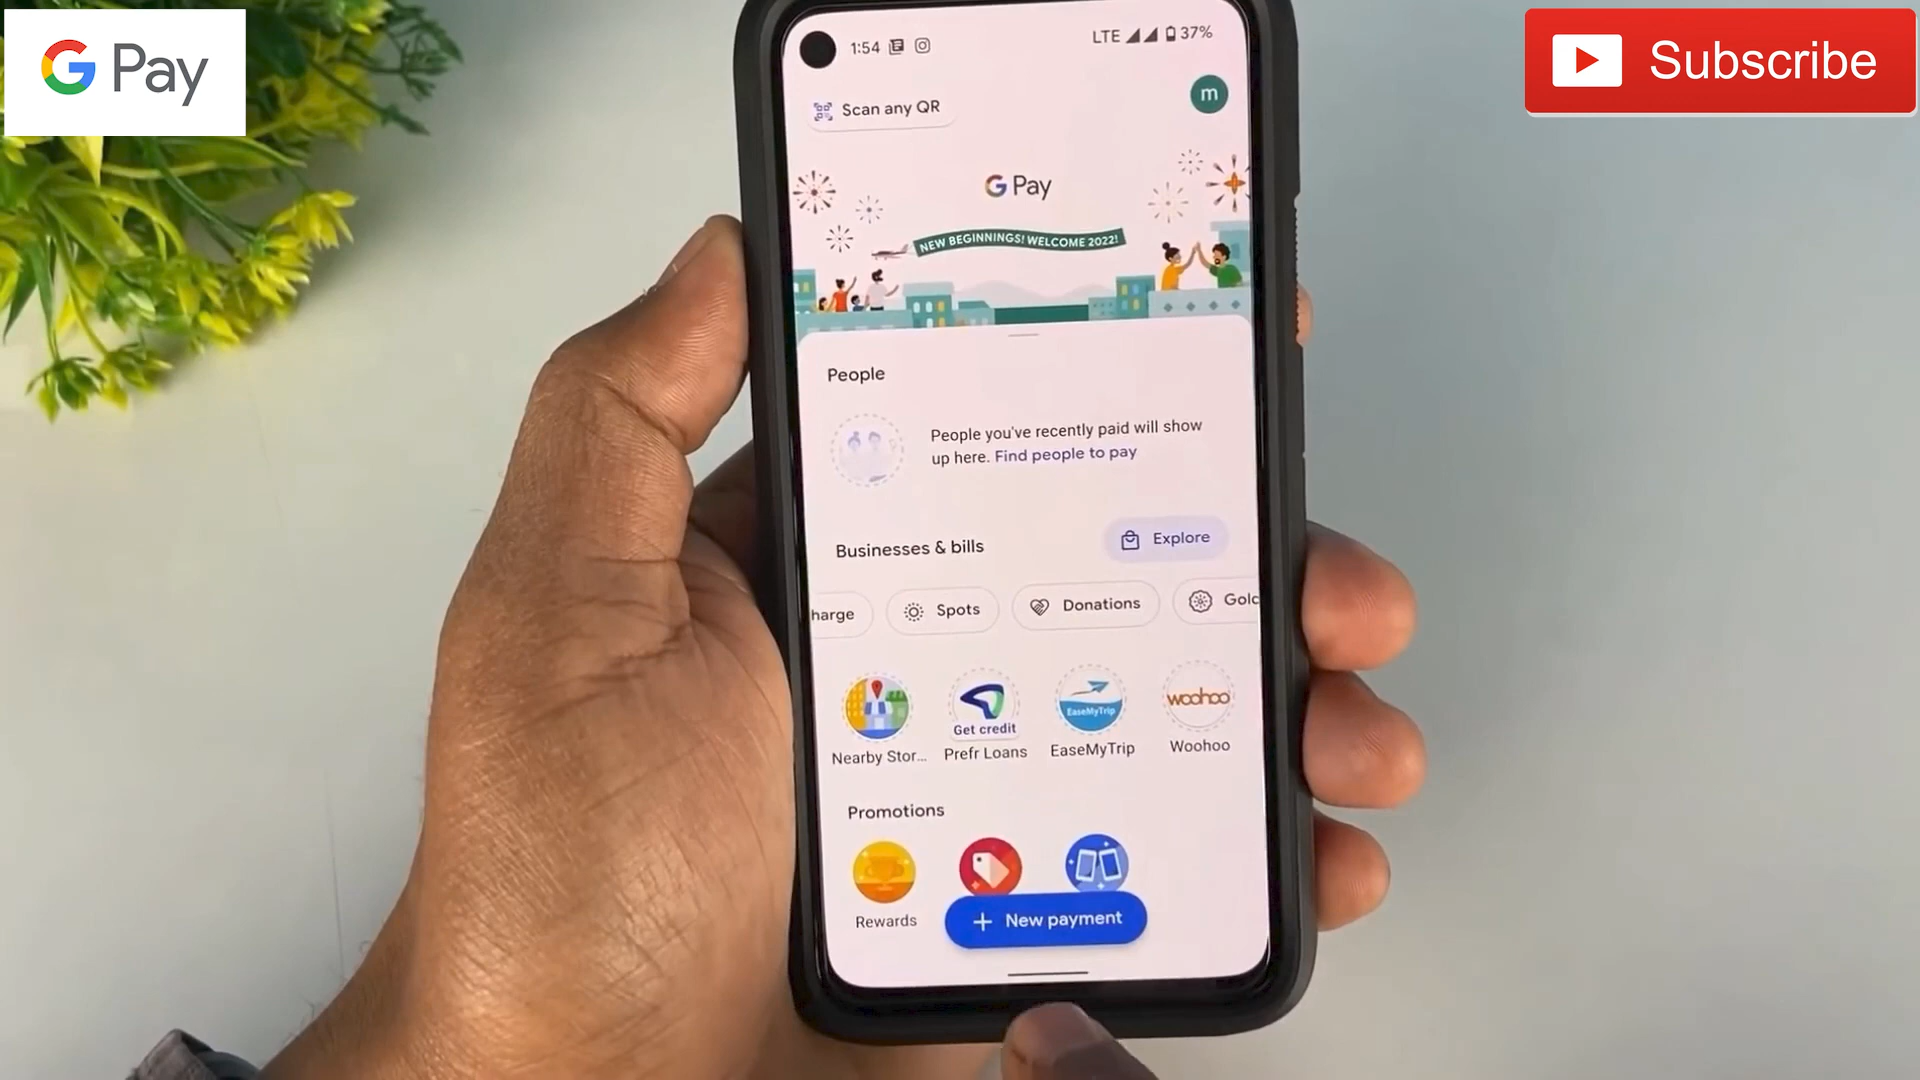 G Pay
Subscribe
1:54
LTE 37%
Scan any QR
m
G Pay
NEW BEGINNINGS! WELCOME 2022!
People
People you've recently paid will show
up here. Find people to pay
Businesses & bills
Explore
harge
Spots
Donations
Gold
Get credit
EaseMyTrip
woohoo
Nearby Stor...
Prefr Loans
EaseMyTrip
Woohoo
Promotions
Rewards
+ New payment